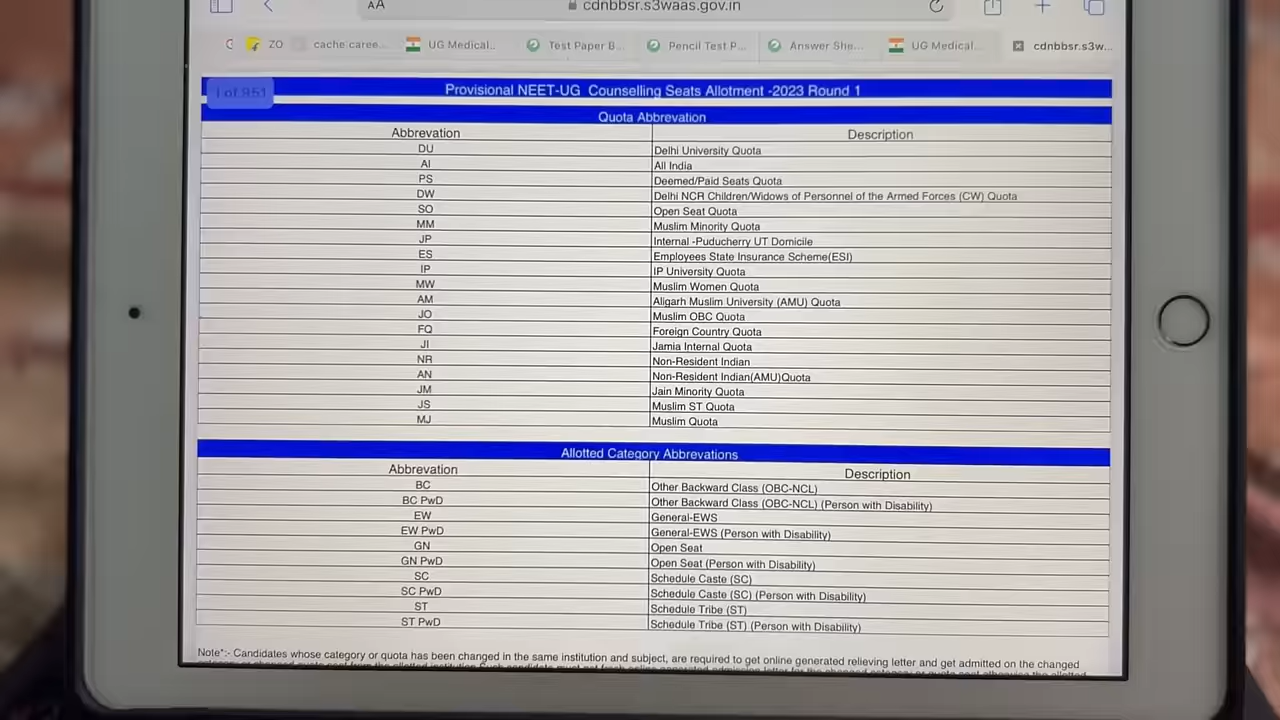 AA cdnbbsr.s3waas.gov.in
ZO cache caree... UG Medical... Test Paper B... Pencil Test P... Answer She... UG Medical... cdnbbsr.s3w...
1 of 951
Provisional NEET-UG Counselling Seats Allotment -2023 Round 1
Quota Abbrevation
Abbrevation Description
DU Delhi University Quota
AI All India
PS Deemed/Paid Seats Quota
DW Delhi NCR Children/Widows of Personnel of the Armed Forces (CW) Quota
SO Open Seat Quota
MM Muslim Minority Quota
JP Internal -Puducherry UT Domicile
ES Employees State Insurance Scheme(ESI)
IP IP University Quota
MW Muslim Women Quota
AM Aligarh Muslim University (AMU) Quota
JO Muslim OBC Quota
FQ Foreign Country Quota
JI Jamia Internal Quota
NR Non-Resident Indian
AN Non-Resident Indian(AMU)Quota
JM Jain Minority Quota
JS Muslim ST Quota
MJ Muslim Quota
Allotted Category Abbrevations
Abbrevation Description
BC Other Backward Class (OBC-NCL)
BC PwD Other Backward Class (OBC-NCL) (Person with Disability)
EW General-EWS
EW PwD General-EWS (Person with Disability)
GN Open Seat
GN PwD Open Seat (Person with Disability)
SC Schedule Caste (SC)
SC PwD Schedule Caste (SC) (Person with Disability)
ST Schedule Tribe (ST)
ST PwD Schedule Tribe (ST) (Person with Disability)
Note*:- Candidates whose category or quota has been changed in the same institution and subject, are required to get online generated relieving letter and get admitted on the changed